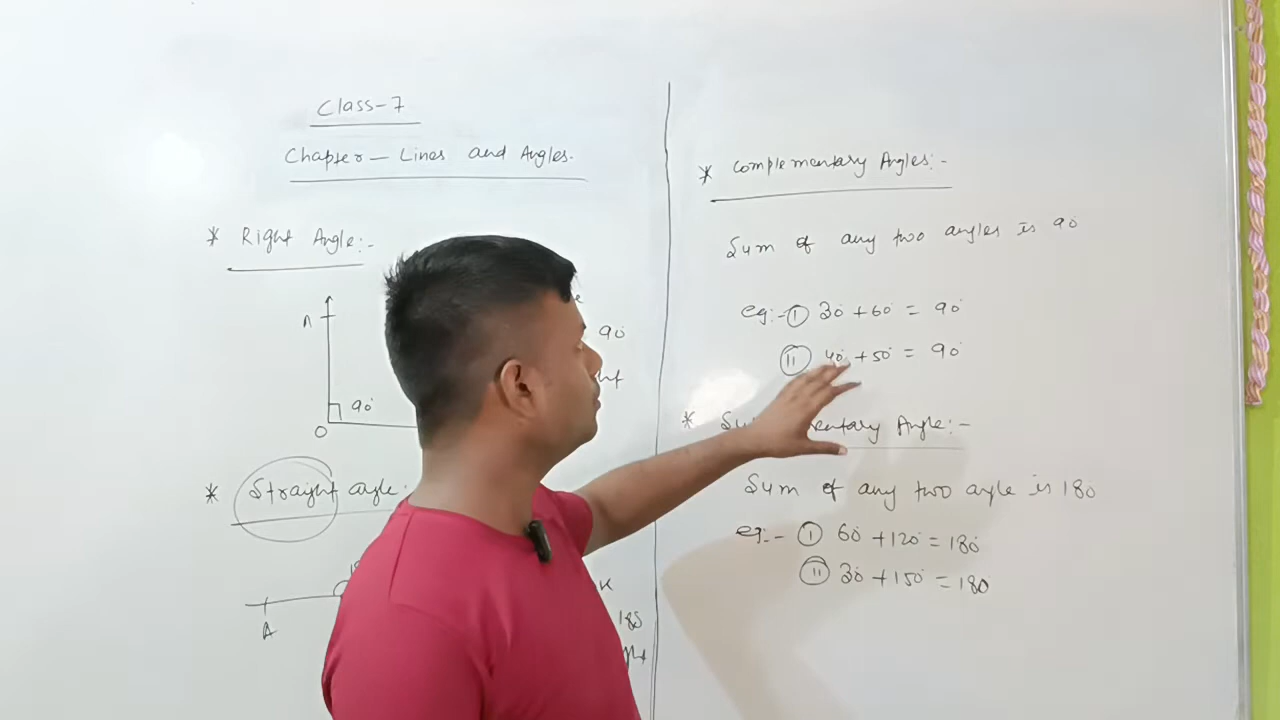 Class-7
Chapter - Lines and Angles.
* Right Angle:-
A
90°
O
90°
* Straight angle:
A
K
* Complementary Angles:-
Sum of any two angles is 90°
eg:- (I) 30° + 60° = 90°
(II) 40° + 50° = 90°
* Su entary Angle:-
Sum of any two angle is 180
eg:- (I) 60° + 120° = 180°
(II) 30° + 150° = 180